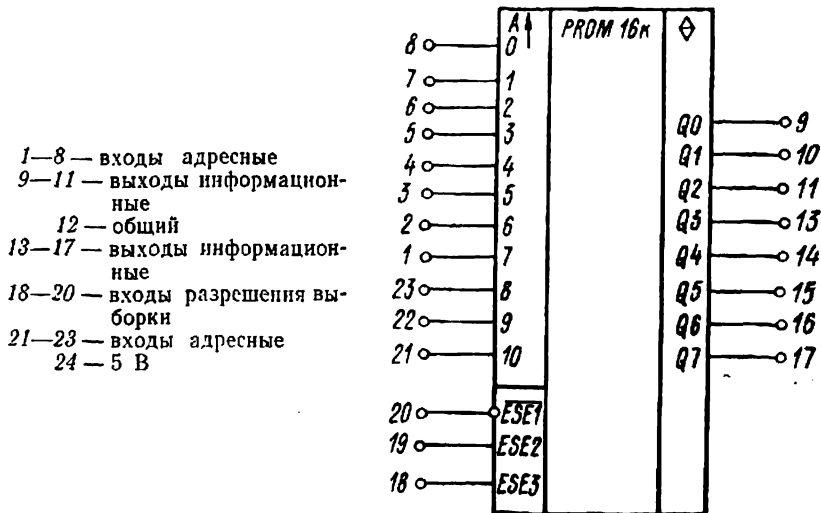 1—8 — входы адресные
9—11 — выходы информацион-
ные
12 — общий
13—17 — выходы информацион-
ные
18—20 — входы разрешения вы-
борки
21—23 — входы адресные
24 — 5 В
A PROM 16к
8 0
7 1
6 2
5 3
4 4
3 5
2 6
1 7
23 8
22 9
21 10
20 ESE1
19 ESE2
18 ESE3
Q0 9
Q1 10
Q2 11
Q3 13
Q4 14
Q5 15
Q6 16
Q7 17